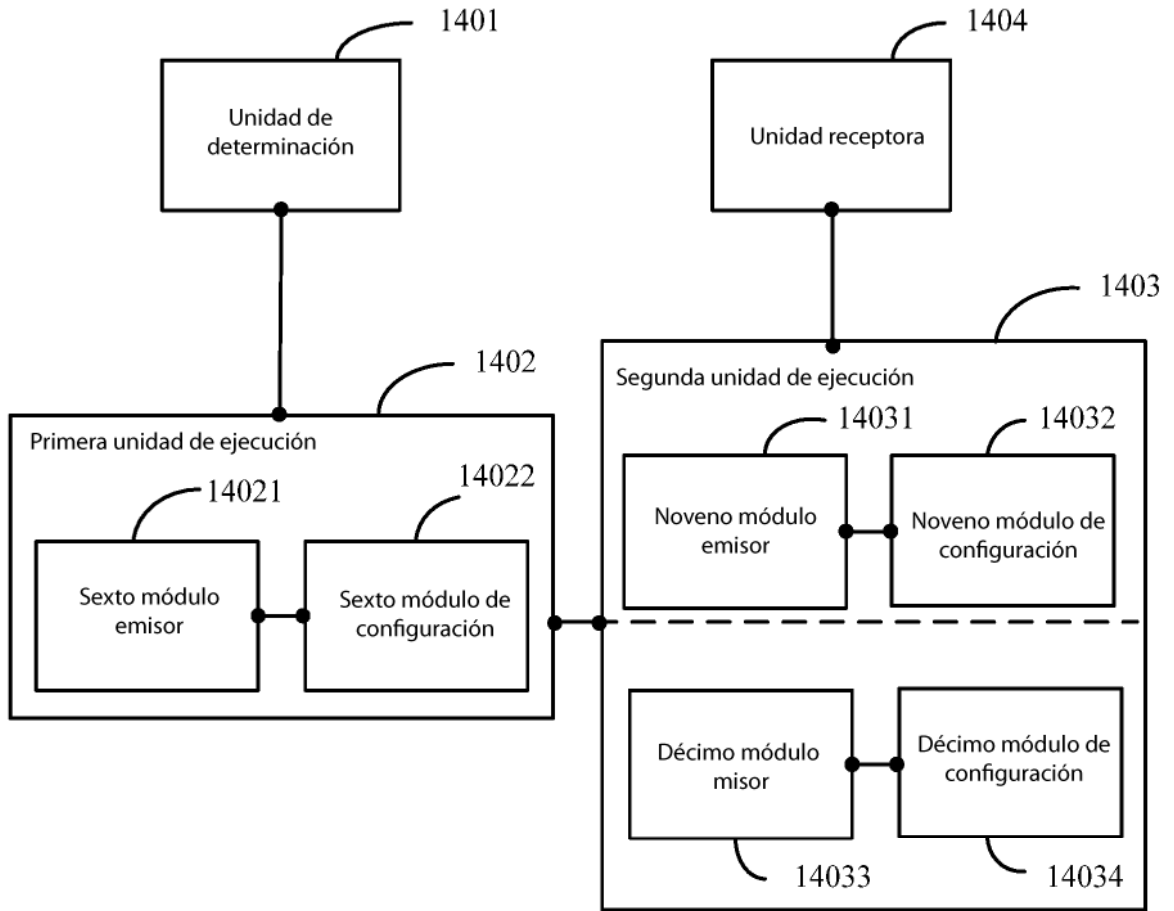 1401
1404
Unidad de
determinación
Unidad receptora
1403
1402
Segunda unidad de ejecución
Primera unidad de ejecución
14031
14032
14021
14022
Noveno módulo
emisor
Noveno módulo de
configuración
Sexto módulo
emisor
Sexto módulo de
configuración
Décimo módulo
misor
Décimo módulo de
configuración
14033
14034